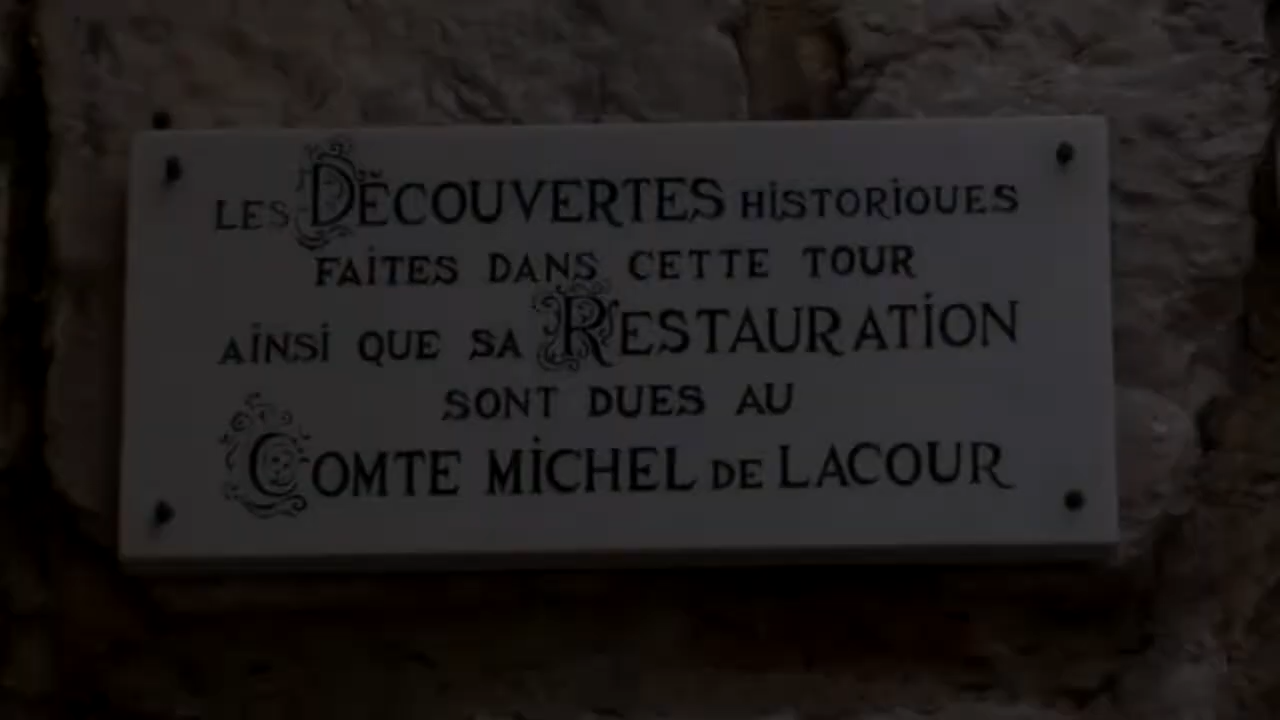 LES DÉCOUVERTES HISTORIQUES
FAITES DANS CETTE TOUR
AINSI QUE SA RESTAURATION
SONT DUES AU
COMTE MICHEL DE LACOUR